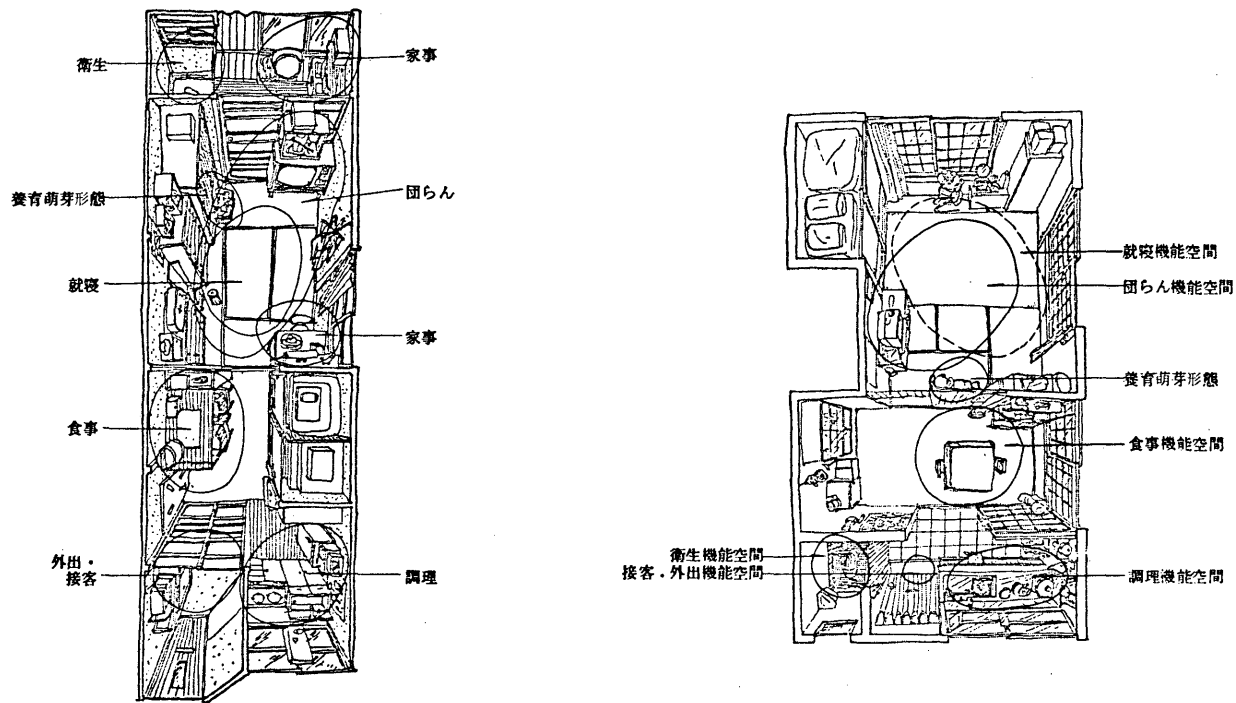 衛生
家事
養育萌芽形態
団らん
就寝
家事
食事
外出・
接客
調理
就寝機能空間
団らん機能空間
養育萌芽形態
食事機能空間
衛生機能空間
接客・外出機能空間
調理機能空間